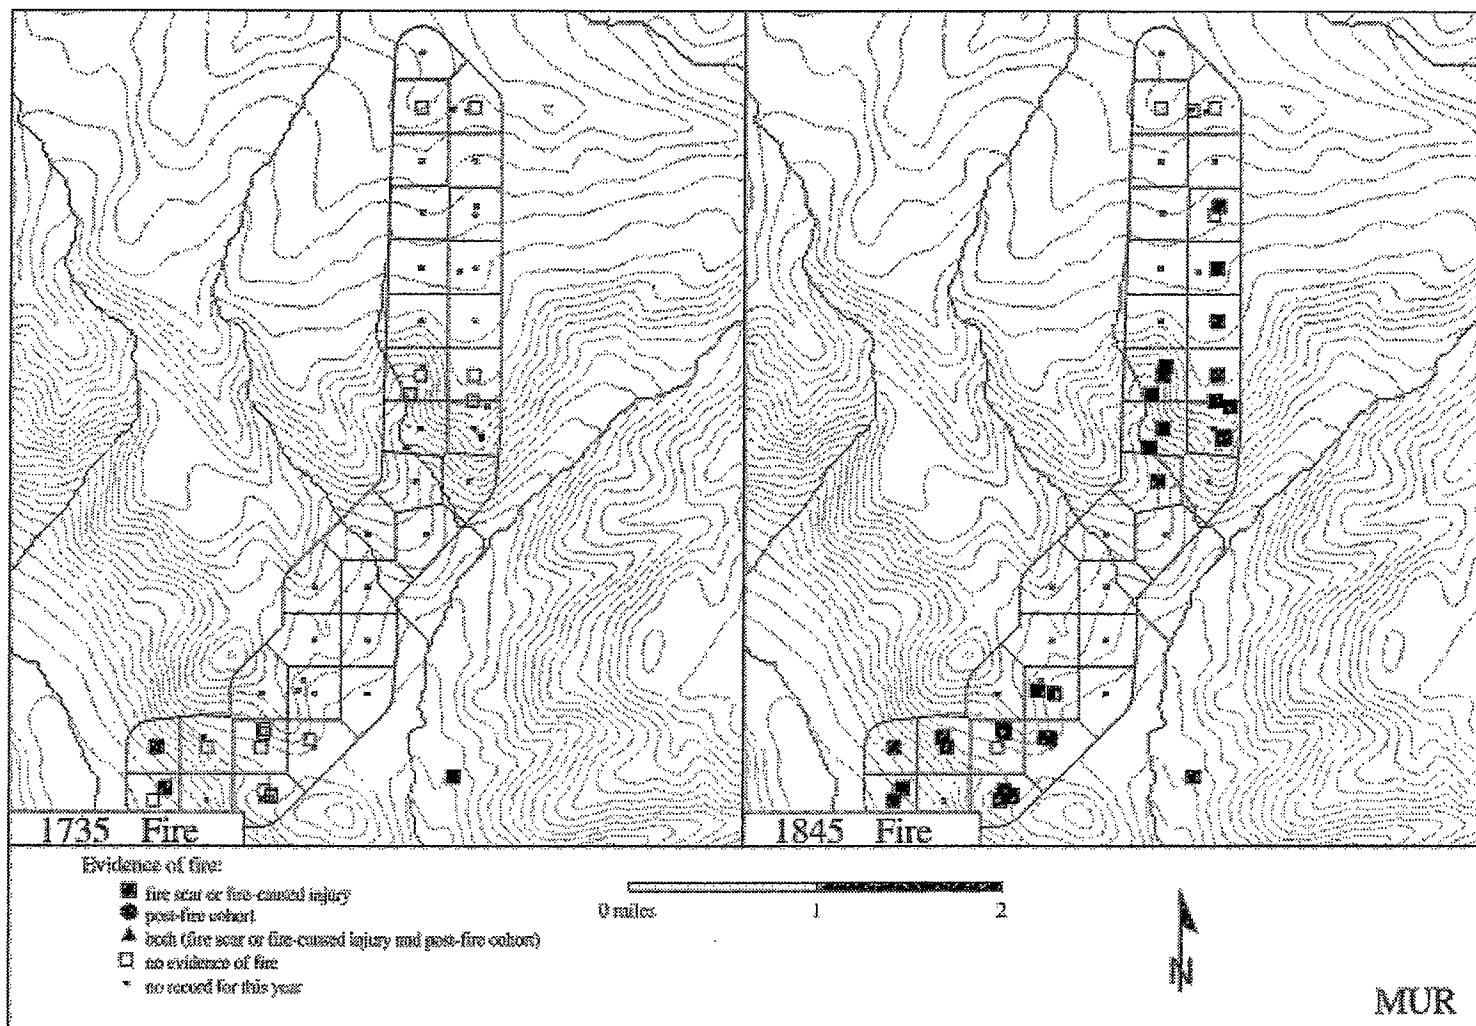 1735 Fire
1845 Fire
Evidence of fire:
fire scar or fire-caused injury
post-fire cohort
both (fire scar or fire-caused injury and post-fire cohort)
no evidence of fire
no record for this year
0 miles 1 2
N
MUR